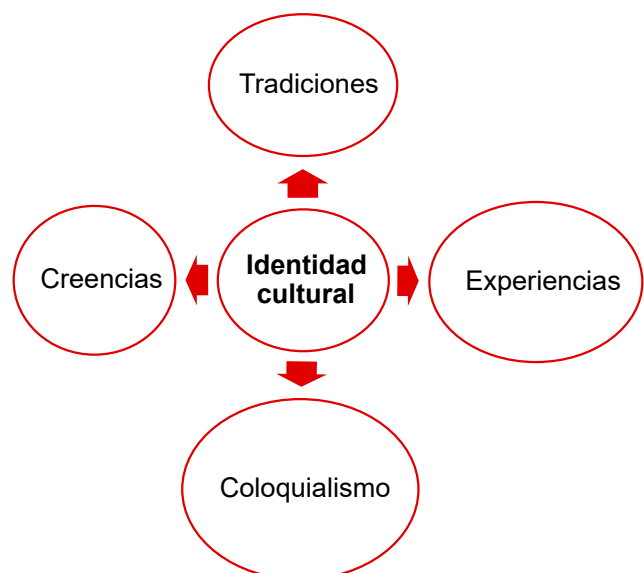 Tradiciones
Creencias
Identidad
cultural
Experiencias
Coloquialismo